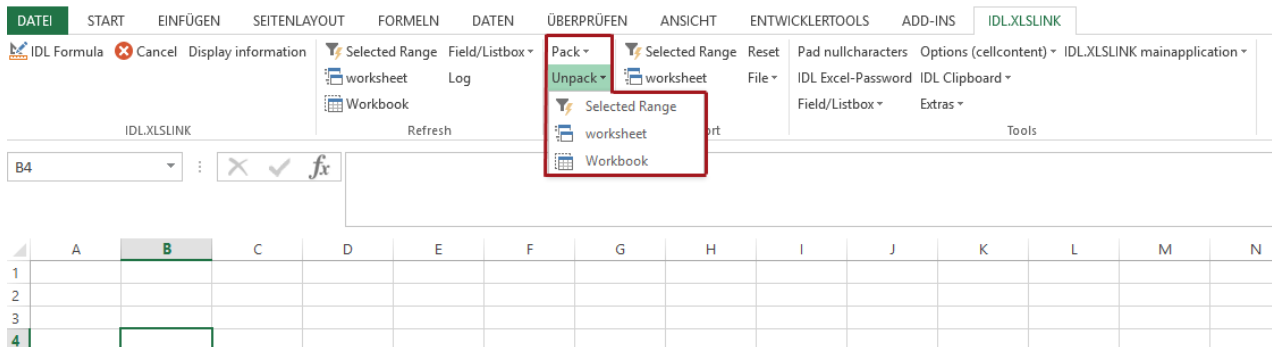 DATEI START EINFÜGEN SEITENLAYOUT FORMELN DATEN ÜBERPRÜFEN ANSICHT ENTWICKLERTOOLS ADD-INS IDL.XLSLINK
IDL Formula Cancel Display information Selected Range Field/Listbox Pack Selected Range Reset Pad nullcharacters Options (cellcontent) IDL.XLSLINK mainapplication
worksheet Log Unpack worksheet File IDL Excel-Password IDL Clipboard
Workbook Selected Range Field/Listbox Extras
IDL.XLSLINK Refresh worksheet rt Tools
Workbook
B4 fx
A B C D E F G H I J K L M N
1
2
3
4